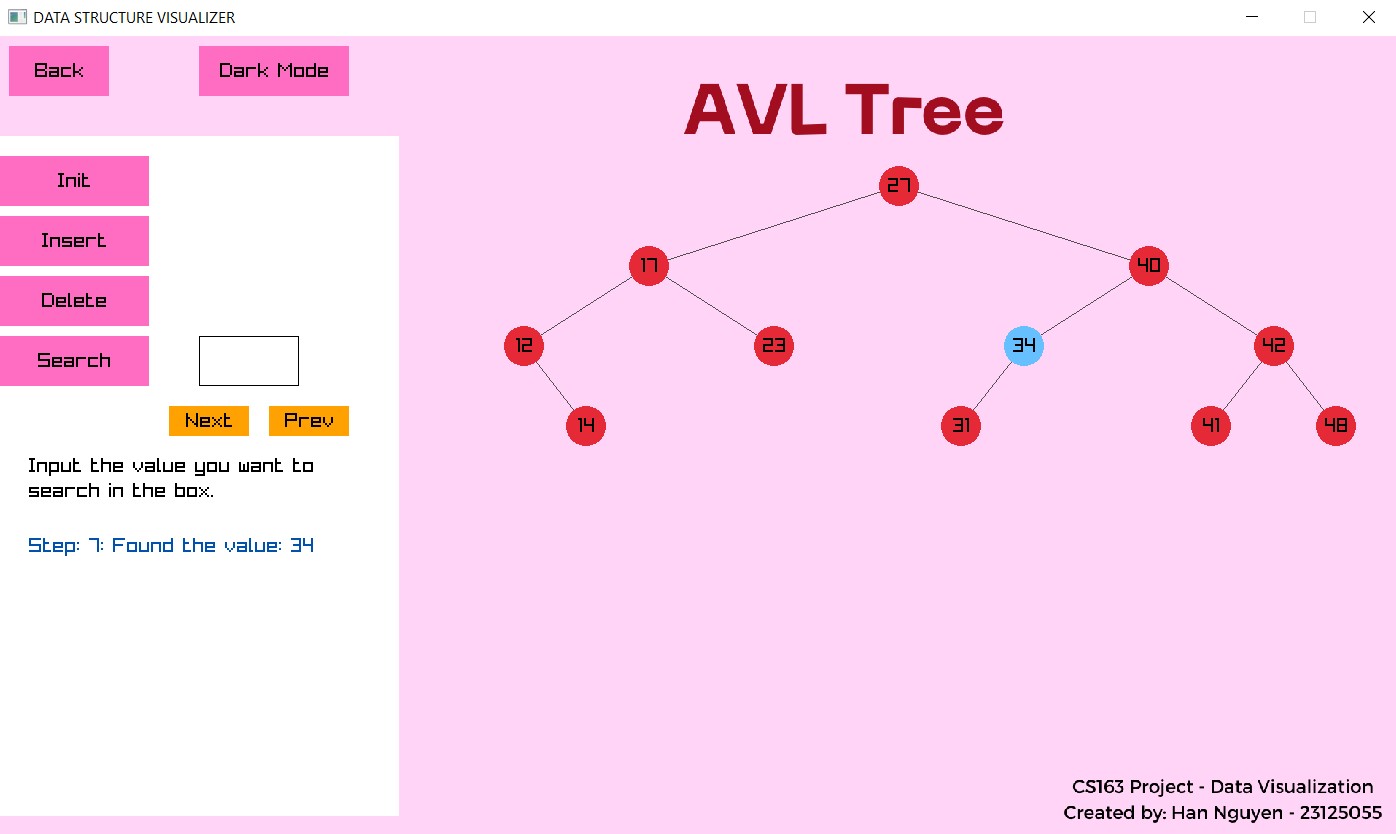 DATA STRUCTURE VISUALIZER
Back
Dark Mode
AVL Tree
Init
Insert
Delete
Search
Next
Prev
Input the value you want to
search in the box.
Step: 7: Found the value: 34
27
17
40
12
23
34
42
14
31
41
48
CS163 Project - Data Visualization
Created by: Han Nguyen - 23125055